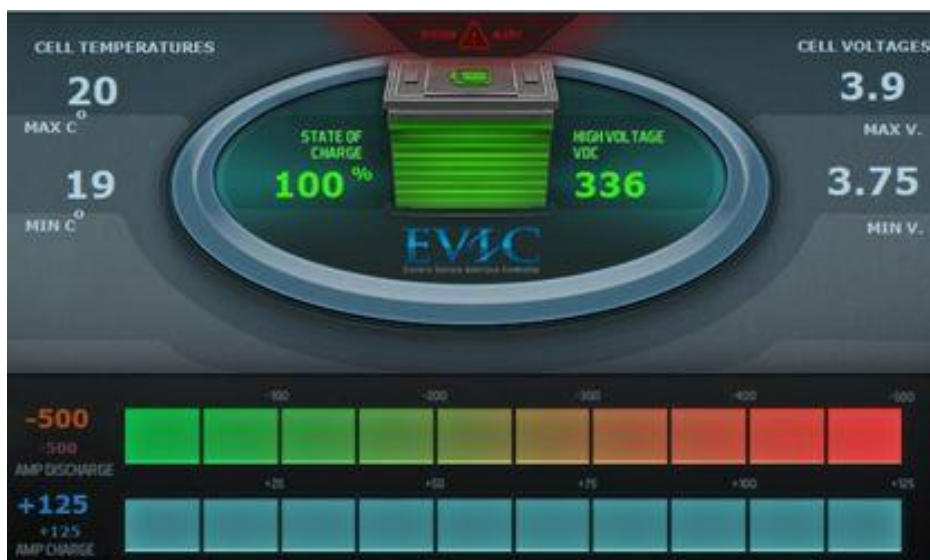 SYSTEM ALERT
CELL TEMPERATURES
20
MAX C°
19
MIN C°
STATE OF
CHARGE
100 %
HIGH VOLTAGE
VDC
336
EVIC
CELL VOLTAGES
3.9
MAX V.
3.75
MIN V.
-100 -200 -300 -400 -500
-500
-500
AMP DISCHARGE
+25 +50 +75 +100 +125
+125
+125
AMP CHARGE